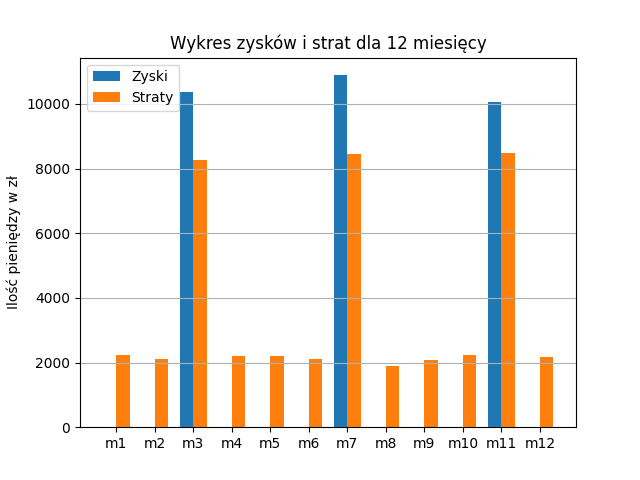 Wykres zysków i strat dla 12 miesięcy
Zyski
Straty
Ilość pieniędzy w zł
10000
8000
6000
4000
2000
0
m1 m2 m3 m4 m5 m6 m7 m8 m9 m10 m11 m12